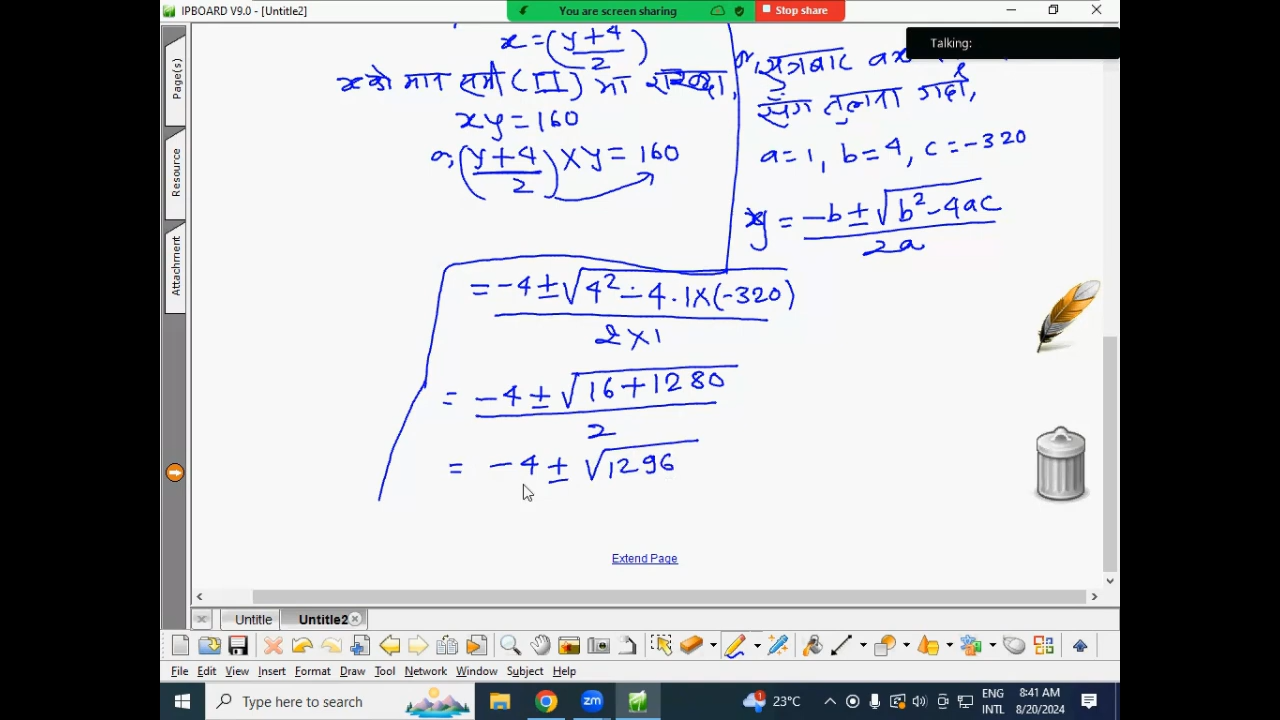 IPBOARD V9.0 - [Untitle2]
You are screen sharing
Stop share
Talking:
Page(s)
Resource
Attachment
x = (y+4/2)
x को मान समी (II) मा राख्दा,
xy = 160
(y+4/2) × y = 160
सुत्रबाट ax
सँग तुलना गर्दा,
a = 1, b = 4, c = -320
y = -b ± √b² - 4ac / 2a
= -4 ± √4² - 4.1×(-320) / 2×1
= -4 ± √16+1280 / 2
= -4 ± √1296
Extend Page
Untitle
Untitle2
File Edit View Insert Format Draw Tool Network Window Subject Help
Type here to search
zm
1
23°C
ENG
INTL
8:41 AM
8/20/2024